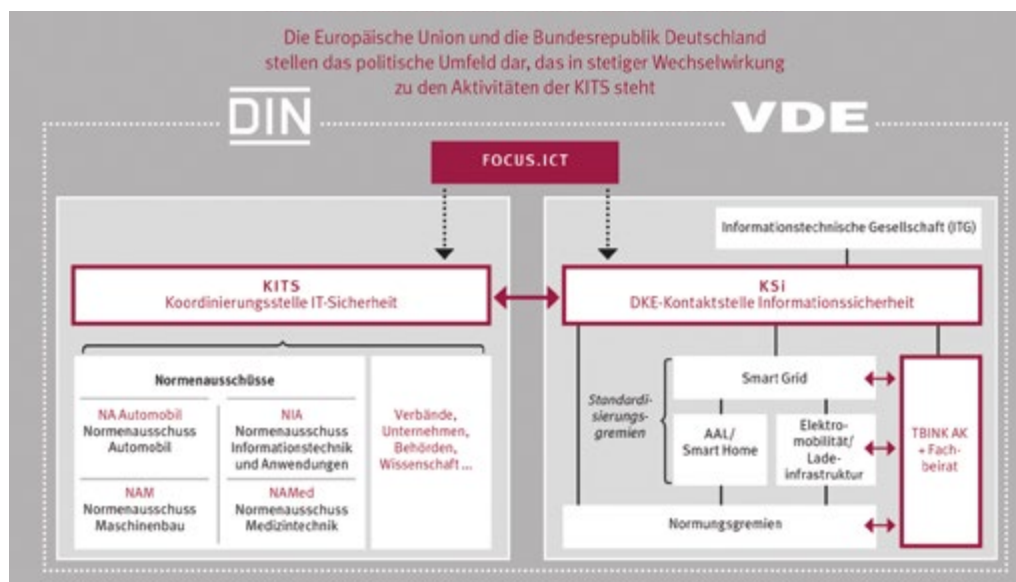 Die Europäische Union und die Bundesrepublik Deutschland
stellen das politische Umfeld dar, das in stetiger Wechselwirkung
zu den Aktivitäten der KITS steht
DIN
VDE
FOCUS.ICT
KITS
Koordinierungsstelle IT-Sicherheit
Normenausschüsse
NA Automobil
Normenausschuss
Automobil
NIA
Normenausschuss
Informationstechnik
und Anwendungen
NAM
Normenausschuss
Maschinenbau
NAMed
Normenausschuss
Medizintechnik
Verbände,
Unternehmen,
Behörden,
Wissenschaft ...
Informationstechnische Gesellschaft (ITG)
KSi
DKE-Kontaktstelle Informationssicherheit
Standardi-
sierungs-
gremien
Smart Grid
AAL/
Smart Home
Elektro-
mobilität/
Lade-
infrastruktur
Normungsgremien
TBINK AK
+ Fach-
beirat